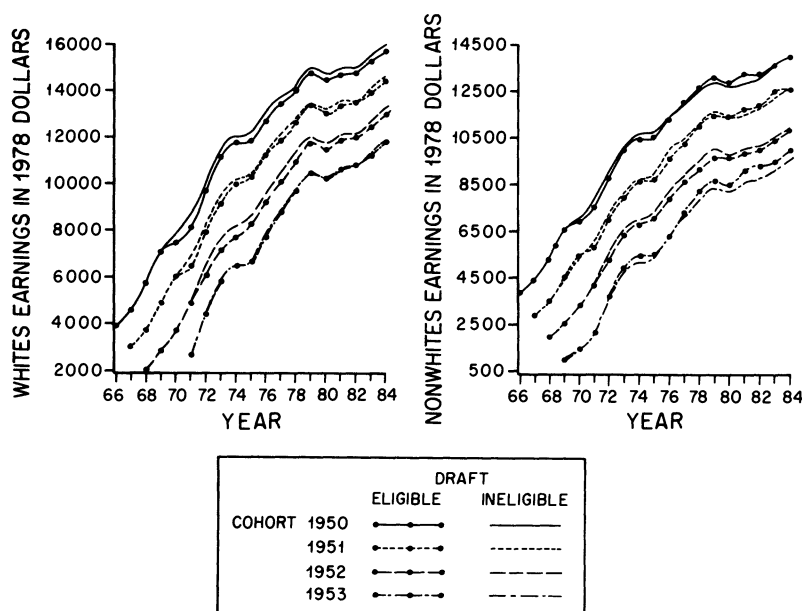 WHITES EARNINGS IN 1978 DOLLARS
16000
14000
12000
10000
8000
6000
4000
2000
66 68 70 72 74 76 78 80 82 84
YEAR
NONWHITES EARNINGS IN 1978 DOLLARS
14500
12500
10500
8500
6500
4500
2500
500
66 68 70 72 74 76 78 80 82 84
YEAR
DRAFT
ELIGIBLE INELIGIBLE
COHORT 1950
1951
1952
1953